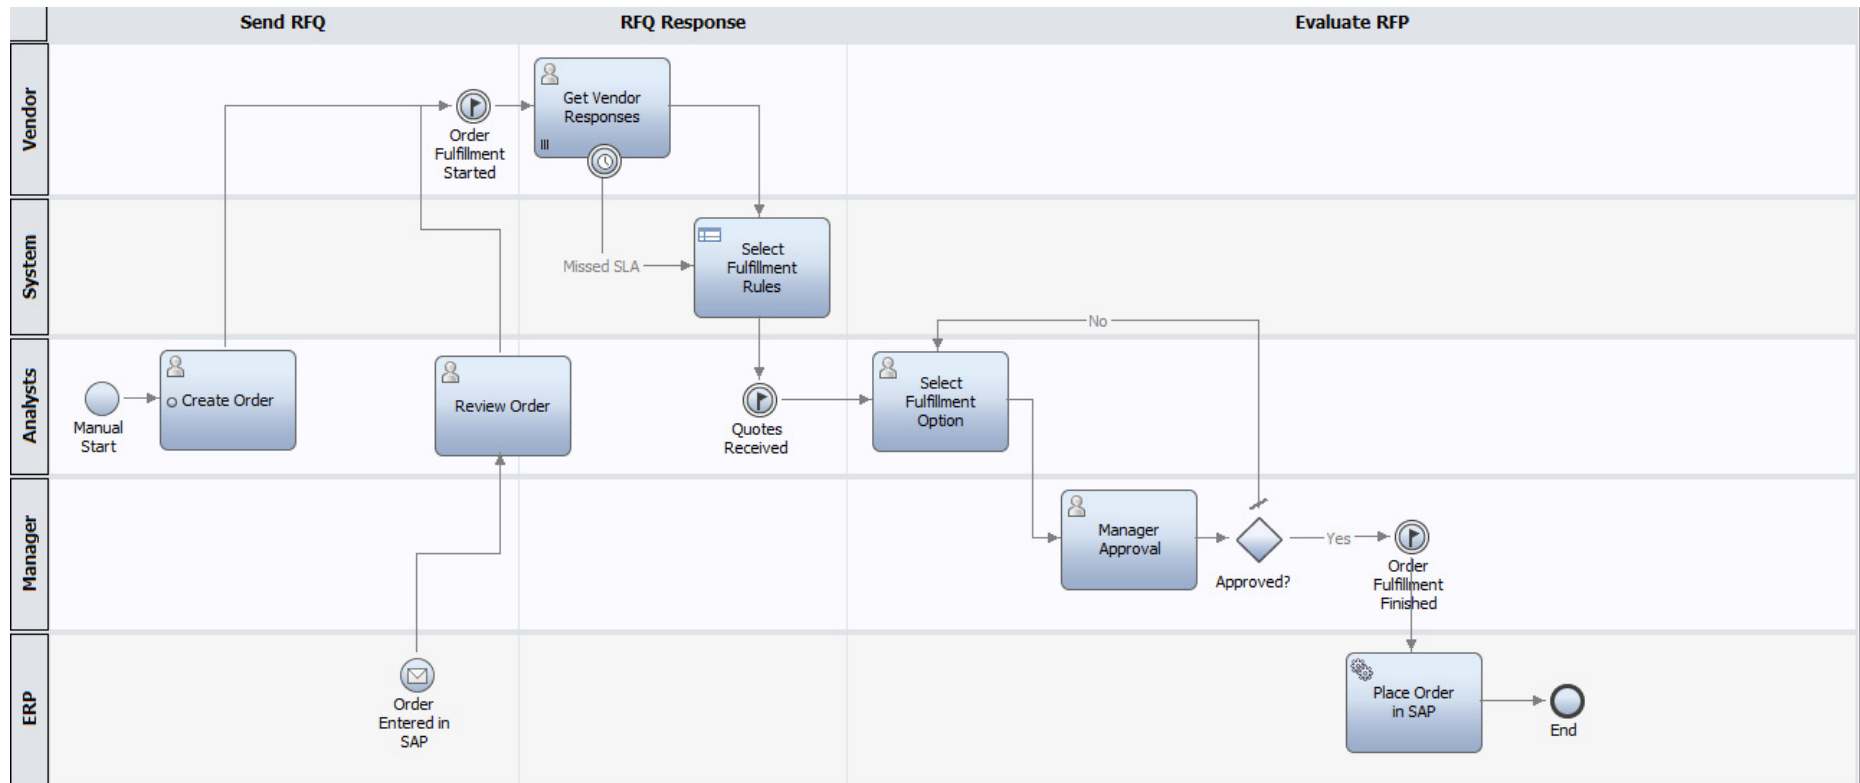 Send RFQ
RFQ Response
Evaluate RFP
Vendor
Order
Fulfillment
Started
Get Vendor
Responses
System
Missed SLA
Select
Fulfillment
Rules
Analysts
Manual
Start
Create Order
Review Order
Quotes
Received
Select
Fulfillment
Option
No
Manager
Manager
Approval
Approved?
Yes
Order
Fulfillment
Finished
ERP
Order
Entered in
SAP
Place Order
in SAP
End